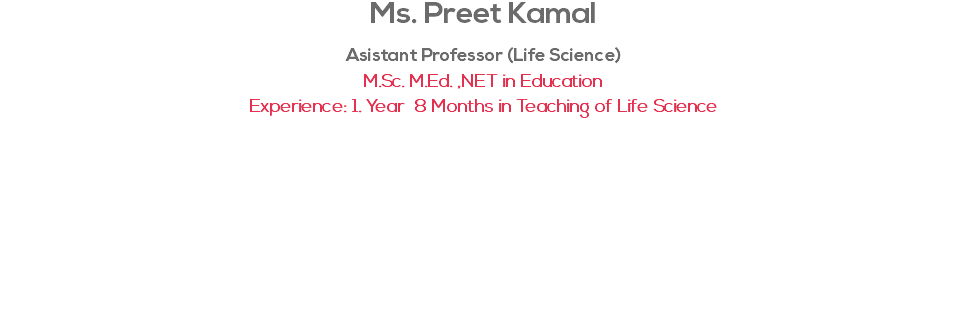 Ms. Preet Kamal
Asistant Professor (Life Science)
M.Sc. M.Ed. ,NET in Education
Experience: 1. Year  8 Months in Teaching of Life Science